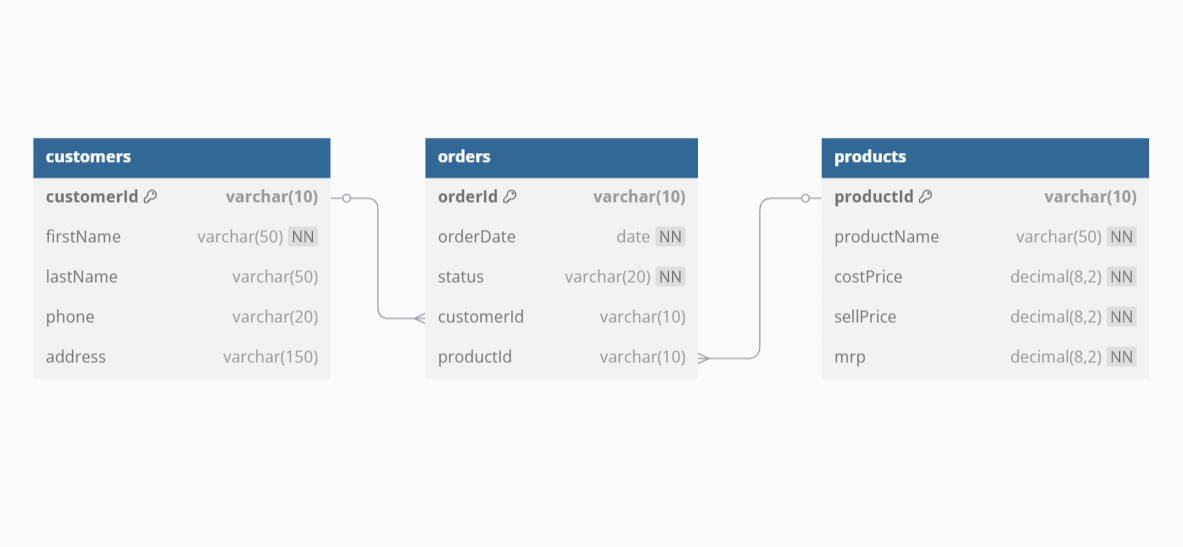 customers
customerId varchar(10)
firstName varchar(50) NN
lastName varchar(50)
phone varchar(20)
address varchar(150)
orders
orderId varchar(10)
orderDate date NN
status varchar(20) NN
customerId varchar(10)
productId varchar(10)
products
productId varchar(10)
productName varchar(50) NN
costPrice decimal(8,2) NN
sellPrice decimal(8,2) NN
mrp decimal(8,2) NN